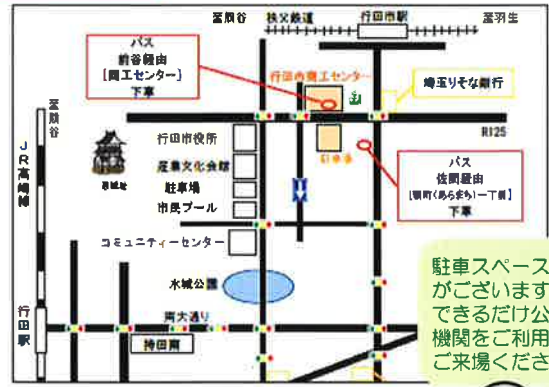 至熊谷
秩父鉄道
行田市駅
至羽生
バス
前谷経由
[商工センター]
下車
行田市商工センター
埼玉りそな銀行
至熊谷
JR高崎線
行田駅
R125
行田市役所
産業文化会館
駐車場
市民プール
コミュニティーセンター
駐車場
バス
佐間経由
[新町(あらまち)一丁目]
下車
水城公園
南大通り
持田南
駐車スペース
がございます
できるだけ公
機関をご利用
ご来場くださ